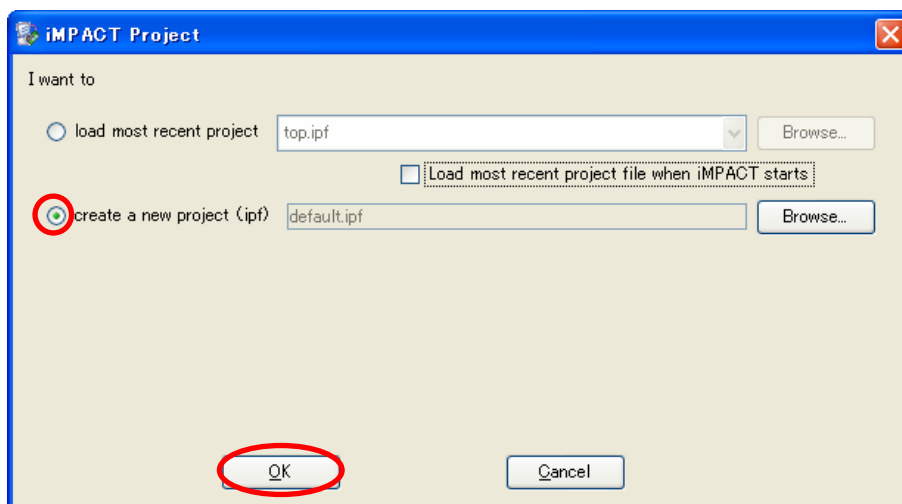 iMPACT Project
I want to
load most recent project top.ipf Browse...
Load most recent project file when iMPACT starts
create a new project (ipf) default.ipf Browse...
OK Cancel